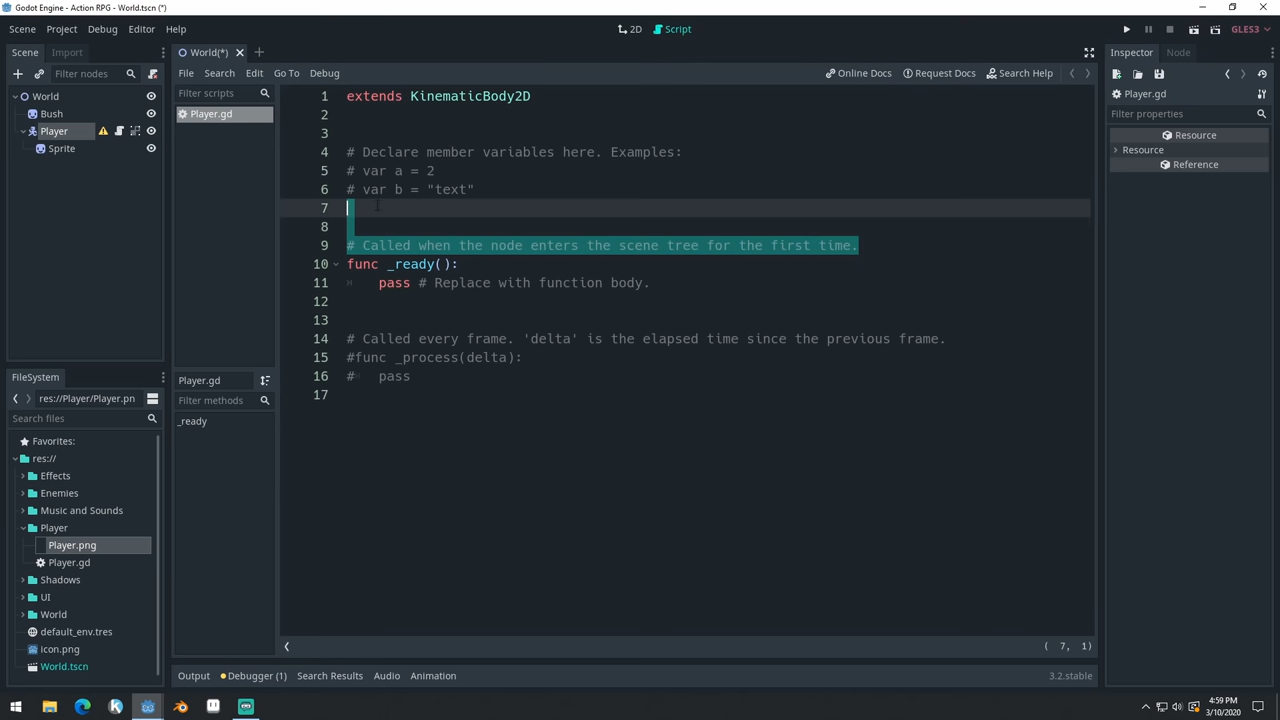 Godot Engine - Action RPG - World.tscn (*)
Scene Project Debug Editor Help
2D Script
GLES3
Scene Import
Filter nodes
World
Bush
Player
Sprite
World(*)
File Search Edit Go To Debug
Online Docs Request Docs Search Help
Filter scripts
Player.gd
Player.gd
Filter methods
_ready
1 extends KinematicBody2D
2
3
4 # Declare member variables here. Examples:
5 # var a = 2
6 # var b = "text"
7
8
9 # Called when the node enters the scene tree for the first time.
10 func _ready():
11 pass # Replace with function body.
12
13
14 # Called every frame. 'delta' is the elapsed time since the previous frame.
15 #func _process(delta):
16 # pass
17
( 7, 1)
Inspector Node
Player.gd
Filter properties
Resource
Resource
Reference
FileSystem
res://Player/Player.pn
Search files
Favorites:
res://
Effects
Enemies
Music and Sounds
Player
Player.png
Player.gd
Shadows
UI
World
default_env.tres
icon.png
World.tscn
Output Debugger (1) Search Results Audio Animation
3.2.stable
4:59 PM
3/10/2020